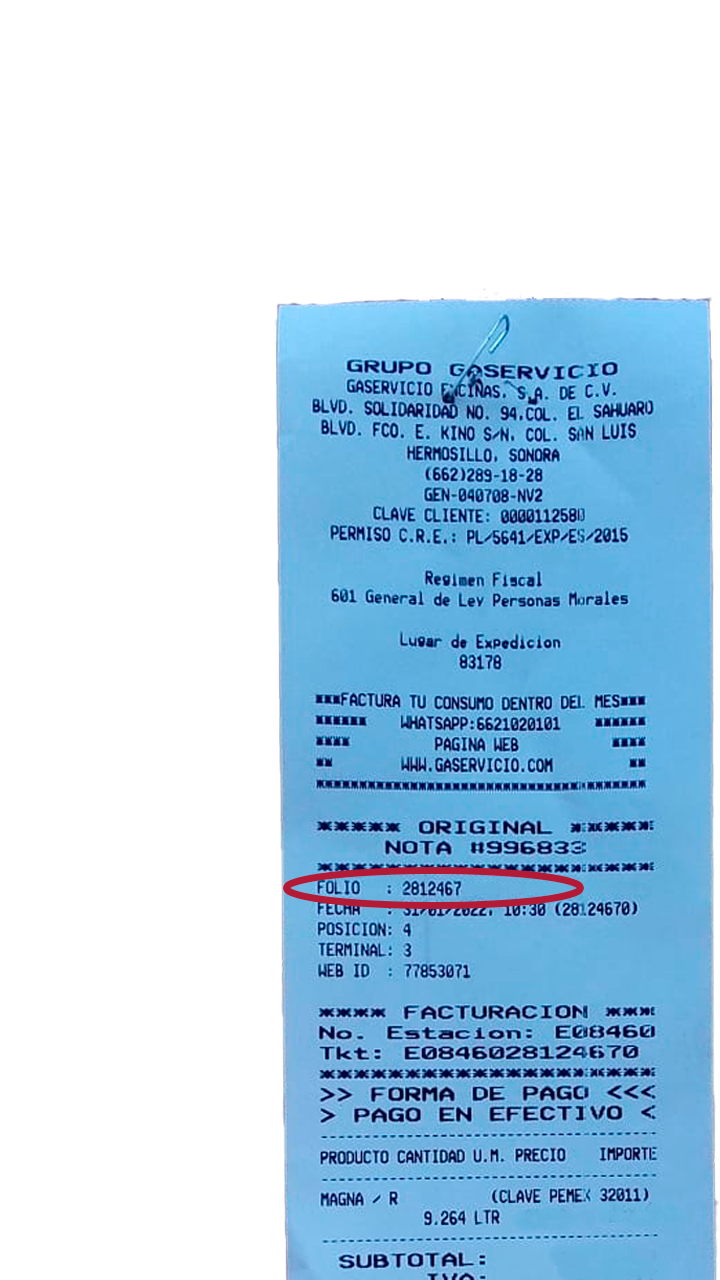 GRUPO GASERVICIO
GASERVICIO ENCINAS, S.A. DE C.V.
BLVD. SOLIDARIDAD NO. 94,COL. EL SAHUARO
BLVD. FCO. E. KINO S/N, COL. SAN LUIS
HERMOSILLO, SONORA
(662)289-18-28
GEN-040708-NV2
CLAVE CLIENTE: 0000112580
PERMISO C.R.E.: PL/5641/EXP/ES/2015
Regimen Fiscal
601 General de Ley Personas Morales
Lugar de Expedicion
83178
***FACTURA TU CONSUMO DENTRO DEL MES***
****** WHATSAPP:6621020101 ******
**** PAGINA WEB ****
** WWW.GASERVICIO.COM **
***************************************
***** ORIGINAL *****
NOTA #996833
********************
FOLIO : 2812467
FECHA : 31/01/2022, 10:30 (28124670)
POSICION: 4
TERMINAL: 3
WEB ID : 77853071
**** FACTURACION ***
No. Estacion: E08460
Tkt: E0846028124670
********************
>> FORMA DE PAGO <<<
> PAGO EN EFECTIVO <
----------------------------------------
PRODUCTO CANTIDAD U.M. PRECIO IMPORTE
----------------------------------------
MAGNA / R (CLAVE PEMEX 32011)
9.264 LTR
----------------------------------------
SUBTOTAL:
IVA: